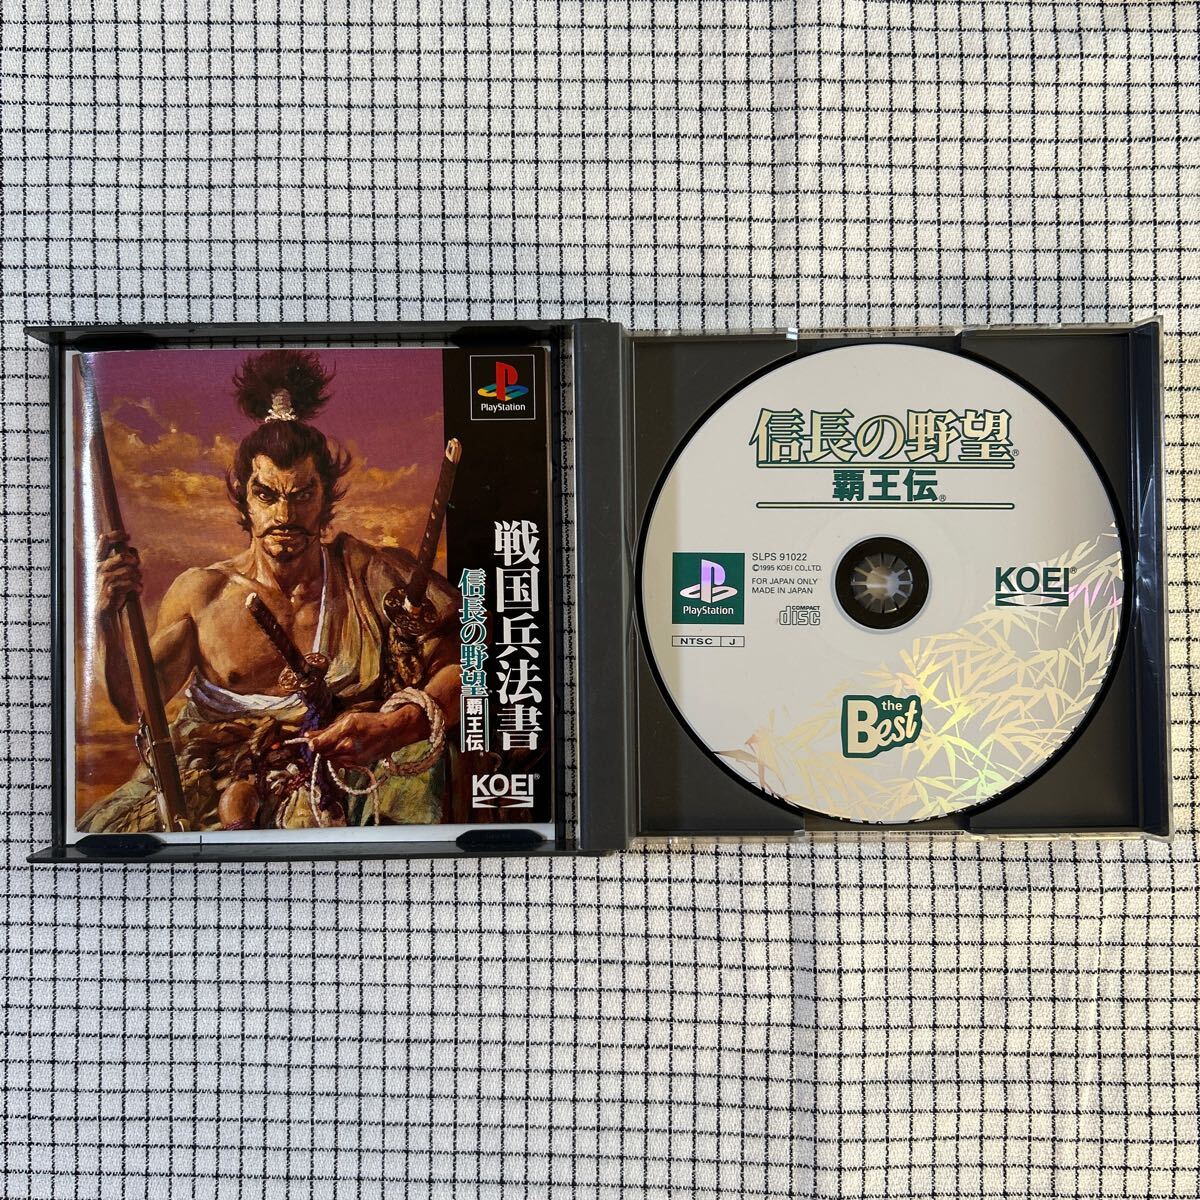 PlayStation
戦国兵法書
信長の野望
覇王伝®
KOEI®
信長の野望®
覇王伝®
SLPS 91022
©1995 KOEI CO.,LTD.
FOR JAPAN ONLY
MADE IN JAPAN
PlayStation
COMPACT
disc
NTSC J
KOEI®
the
Best